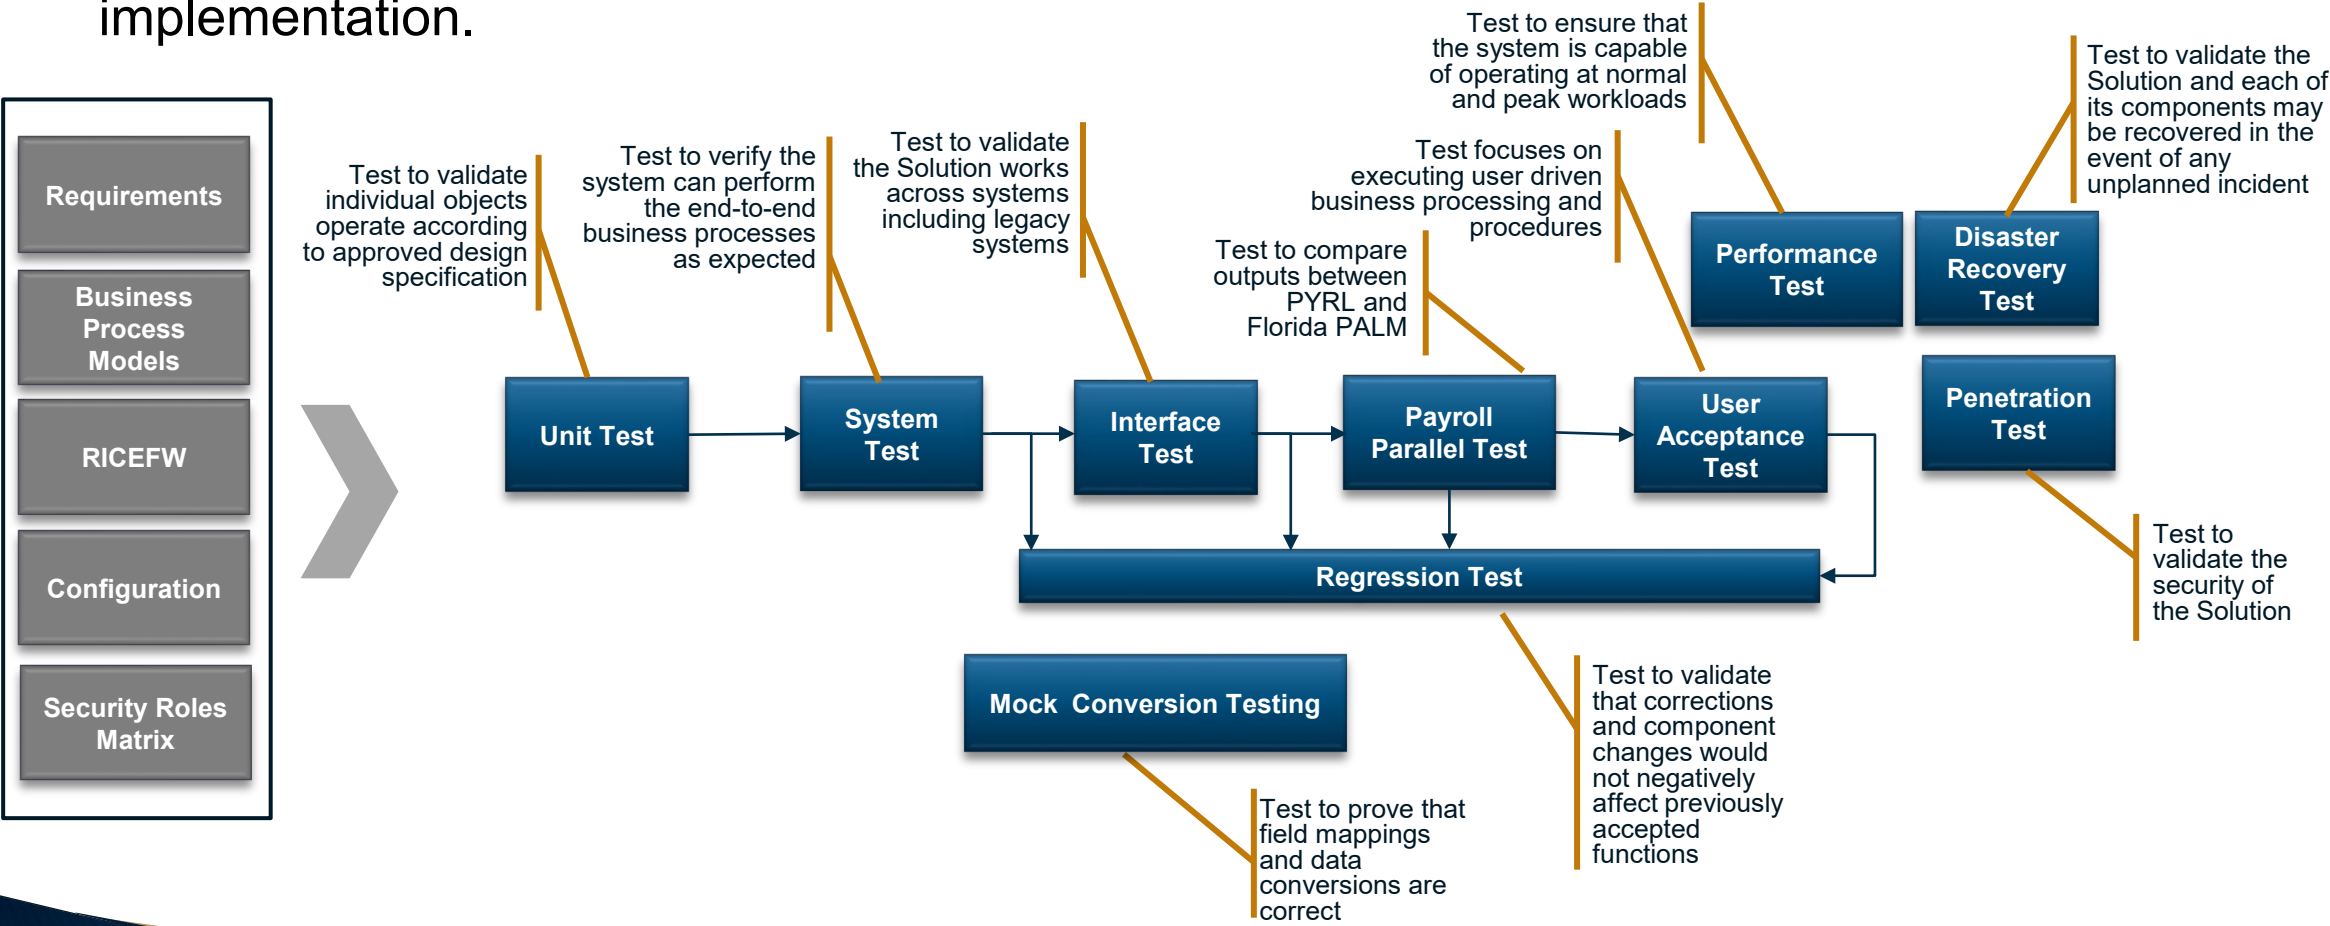 implementation.
Requirements
Business
Process
Models
RICEFW
Configuration
Security Roles
Matrix
Test to validate
individual objects
operate according
to approved design
specification
Test to verify the
system can perform
the end-to-end
business processes
as expected
Test to validate
the Solution works
across systems
including legacy
systems
Test to compare
outputs between
PYRL and
Florida PALM
Test focuses on
executing user driven
business processing and
procedures
Test to ensure that
the system is capable
of operating at normal
and peak workloads
Test to validate the
Solution and each of
its components may
be recovered in the
event of any
unplanned incident
Performance
Test
Disaster
Recovery
Test
Unit Test
System
Test
Interface
Test
Payroll
Parallel Test
User
Acceptance
Test
Penetration
Test
Regression Test
Test to
validate the
security of
the Solution
Mock  Conversion Testing
Test to validate
that corrections
and component
changes would
not negatively
affect previously
accepted
functions
Test to prove that
field mappings
and data
conversions are
correct